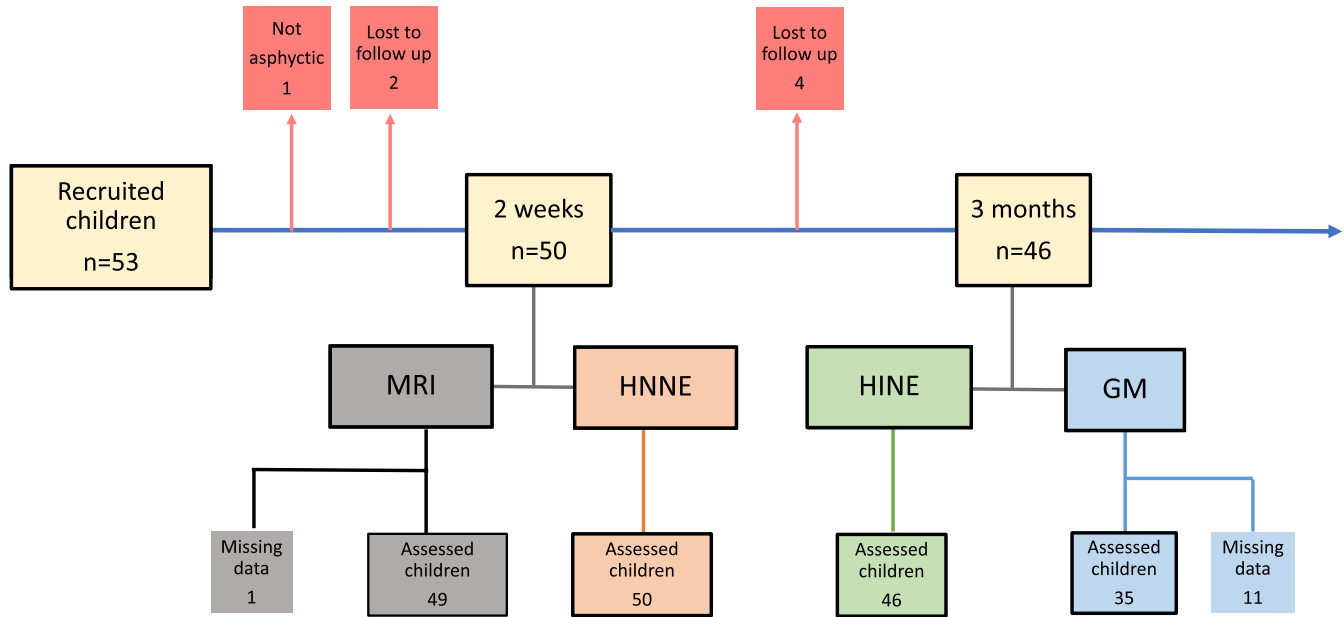 Not
asphyctic
1
Lost to
follow up
2
Lost to
follow up
4
Recruited
children
n=53
2 weeks
n=50
3 months
n=46
MRI
HNNE
HINE
GM
Missing
data
1
Assessed
children
49
Assessed
children
50
Assessed
children
46
Assessed
children
35
Missing
data
11